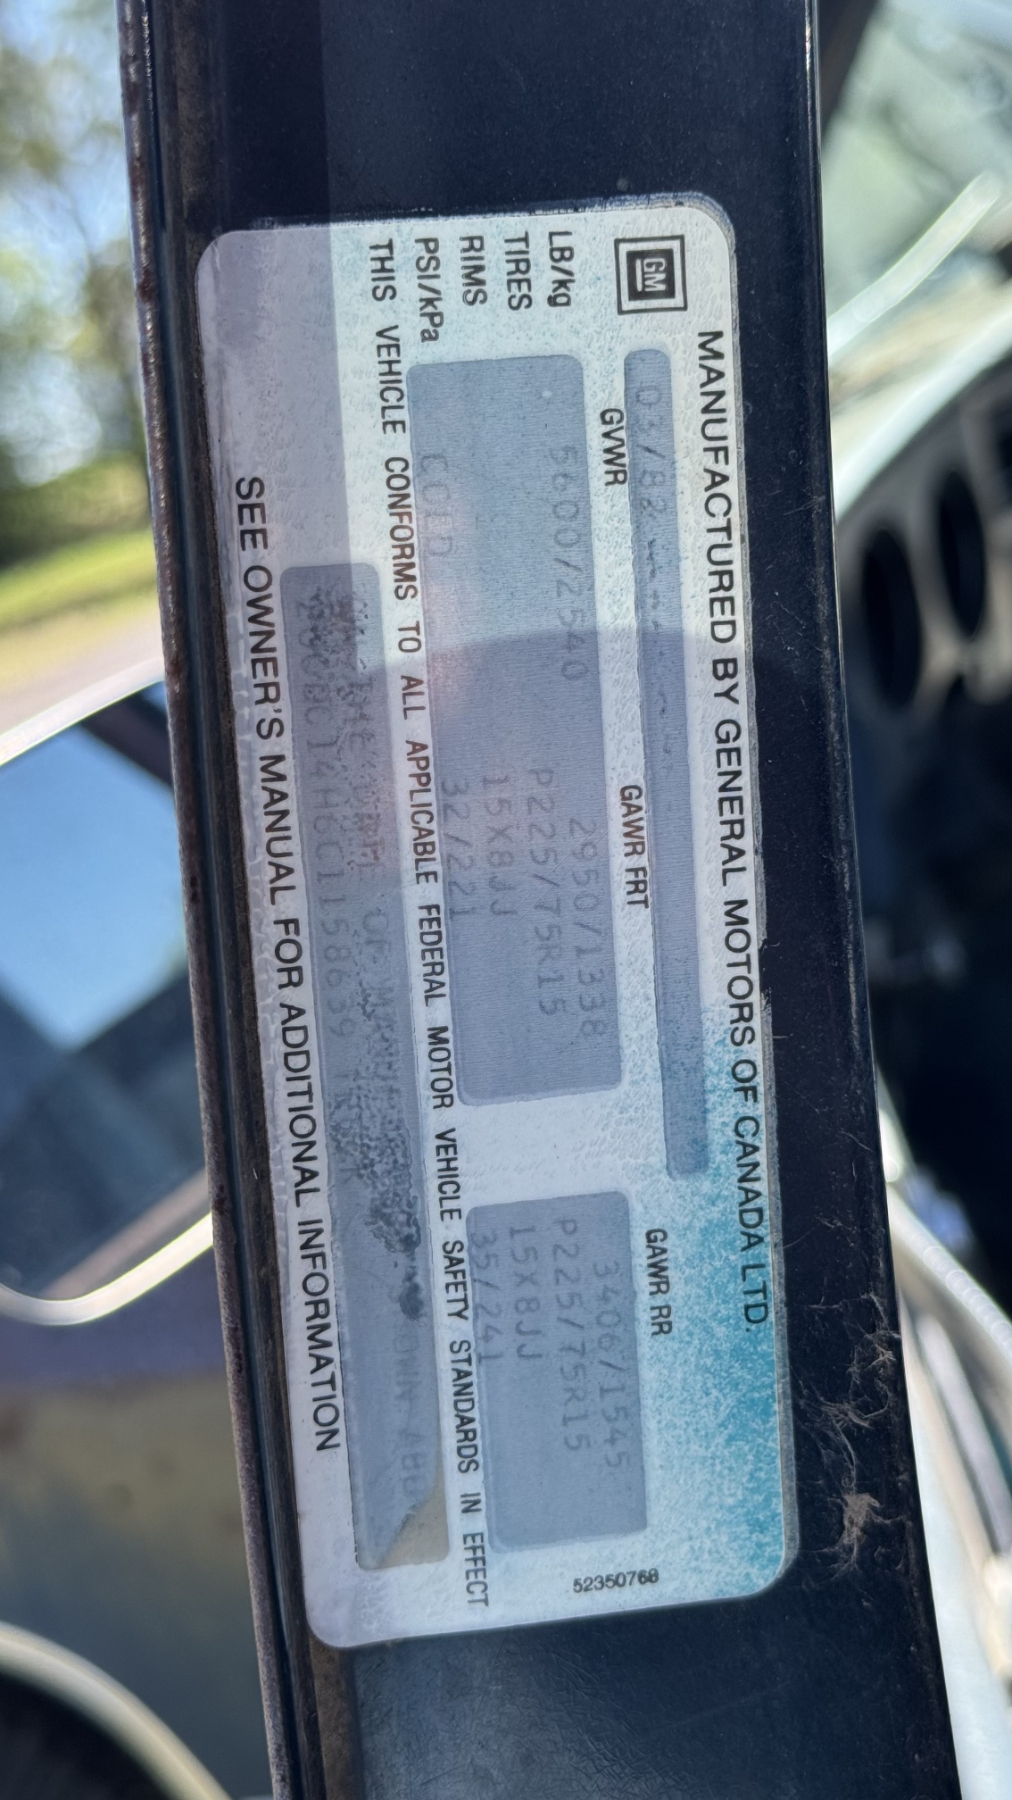 MANUFACTURED BY GENERAL MOTORS OF CANADA LTD.
GM
GVWR GAWR FRT GAWR RR
LB/kg 5600/2540 2950/1338 3406/1545
TIRES P225/75R15 P225/75R15
RIMS 15X8JJ 15X8JJ
PSI/kPa COLD 32/221 35/241
THIS VEHICLE CONFORMS TO ALL APPLICABLE FEDERAL MOTOR VEHICLE SAFETY STANDARDS IN EFFECT
SEE OWNER'S MANUAL FOR ADDITIONAL INFORMATION
52350768